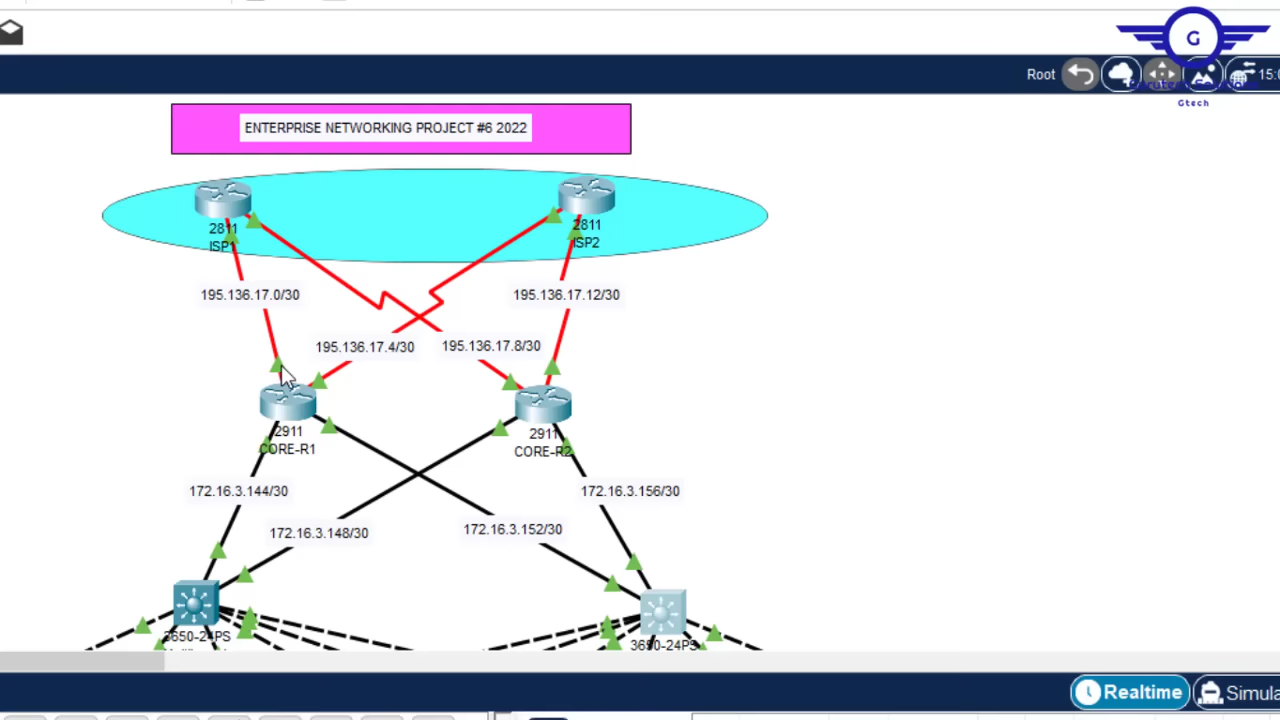 G
Root
15:0
Gtech
ENTERPRISE NETWORKING PROJECT #6 2022
2811
ISP1
2811
ISP2
195.136.17.0/30
195.136.17.12/30
195.136.17.4/30
195.136.17.8/30
2911
CORE-R1
2911
CORE-R2
172.16.3.144/30
172.16.3.156/30
172.16.3.148/30
172.16.3.152/30
3650-24PS
3650-24PS
Realtime
Simula